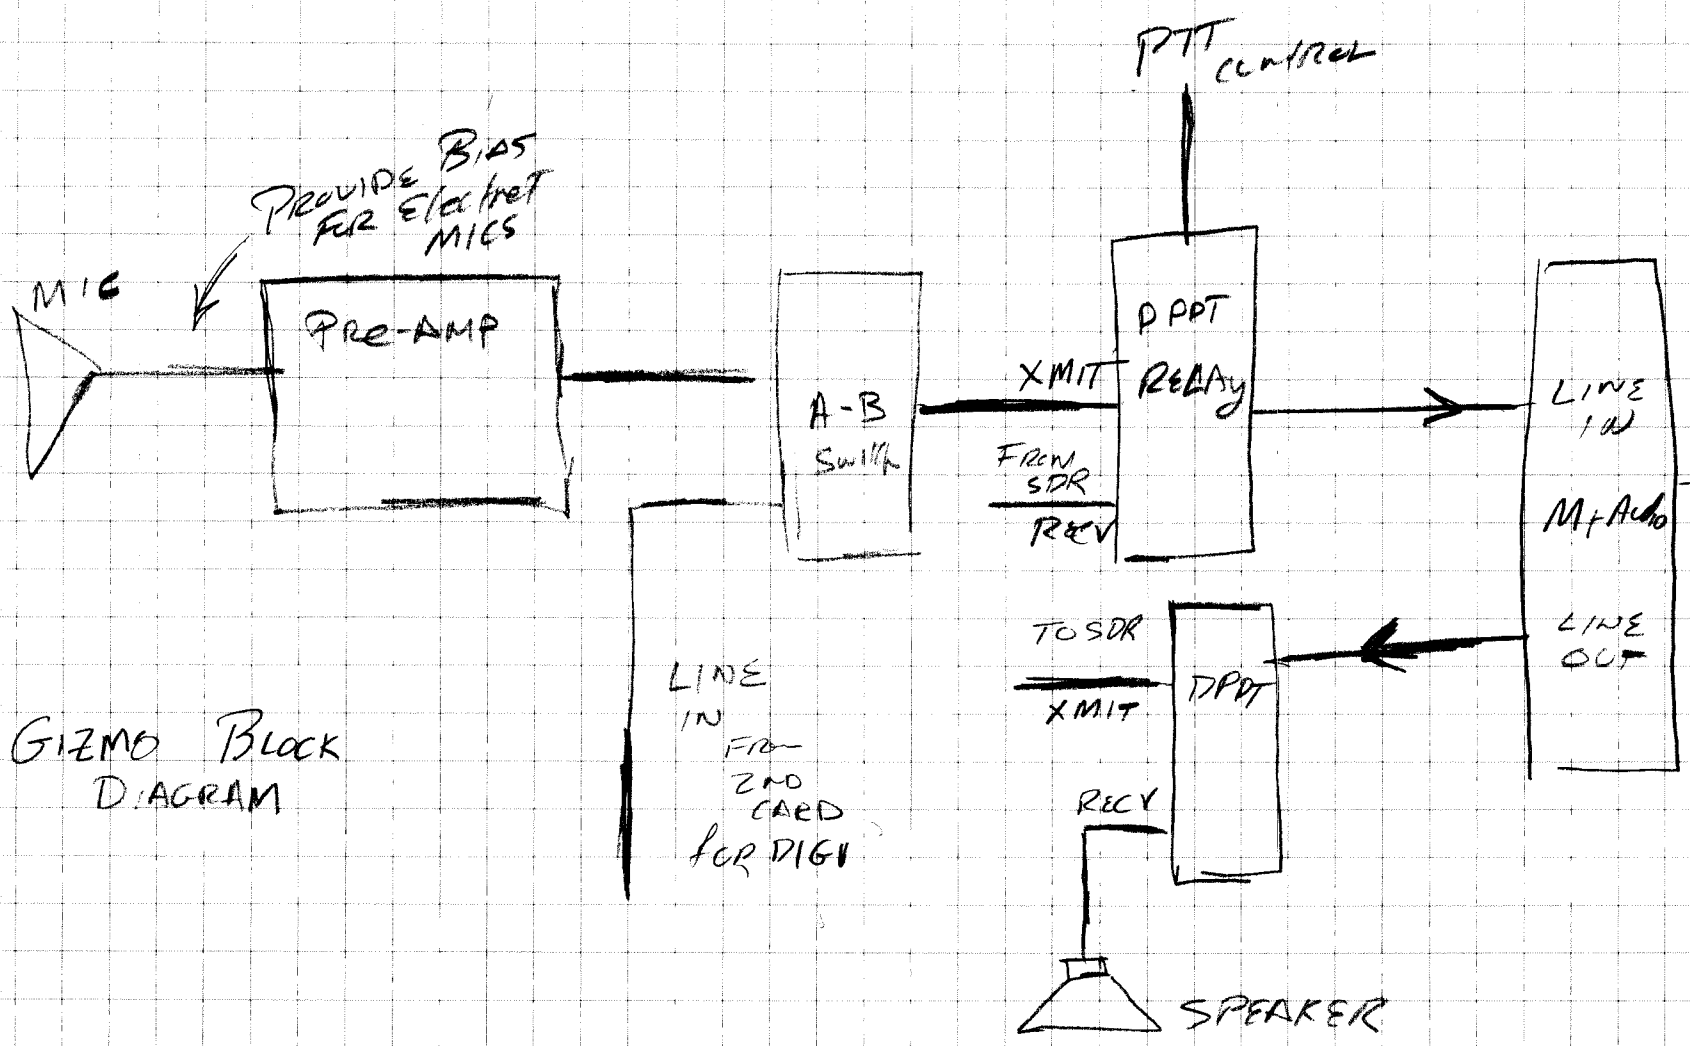 PTT
CONTROL
PROVIDE BIAS
FOR Electret
MICS
MIC
PRe-AMP
A-B
Switch
XMIT
FROM
SDR
RECV
DPDT
RELAY
LINE
IN
M-Audio
LINE
OUT
TO SDR
XMIT
DPDT
RECV
LINE
IN
From
2ND
CARD
for DIGI
GIZMO BLOCK
DIAGRAM
SPEAKER